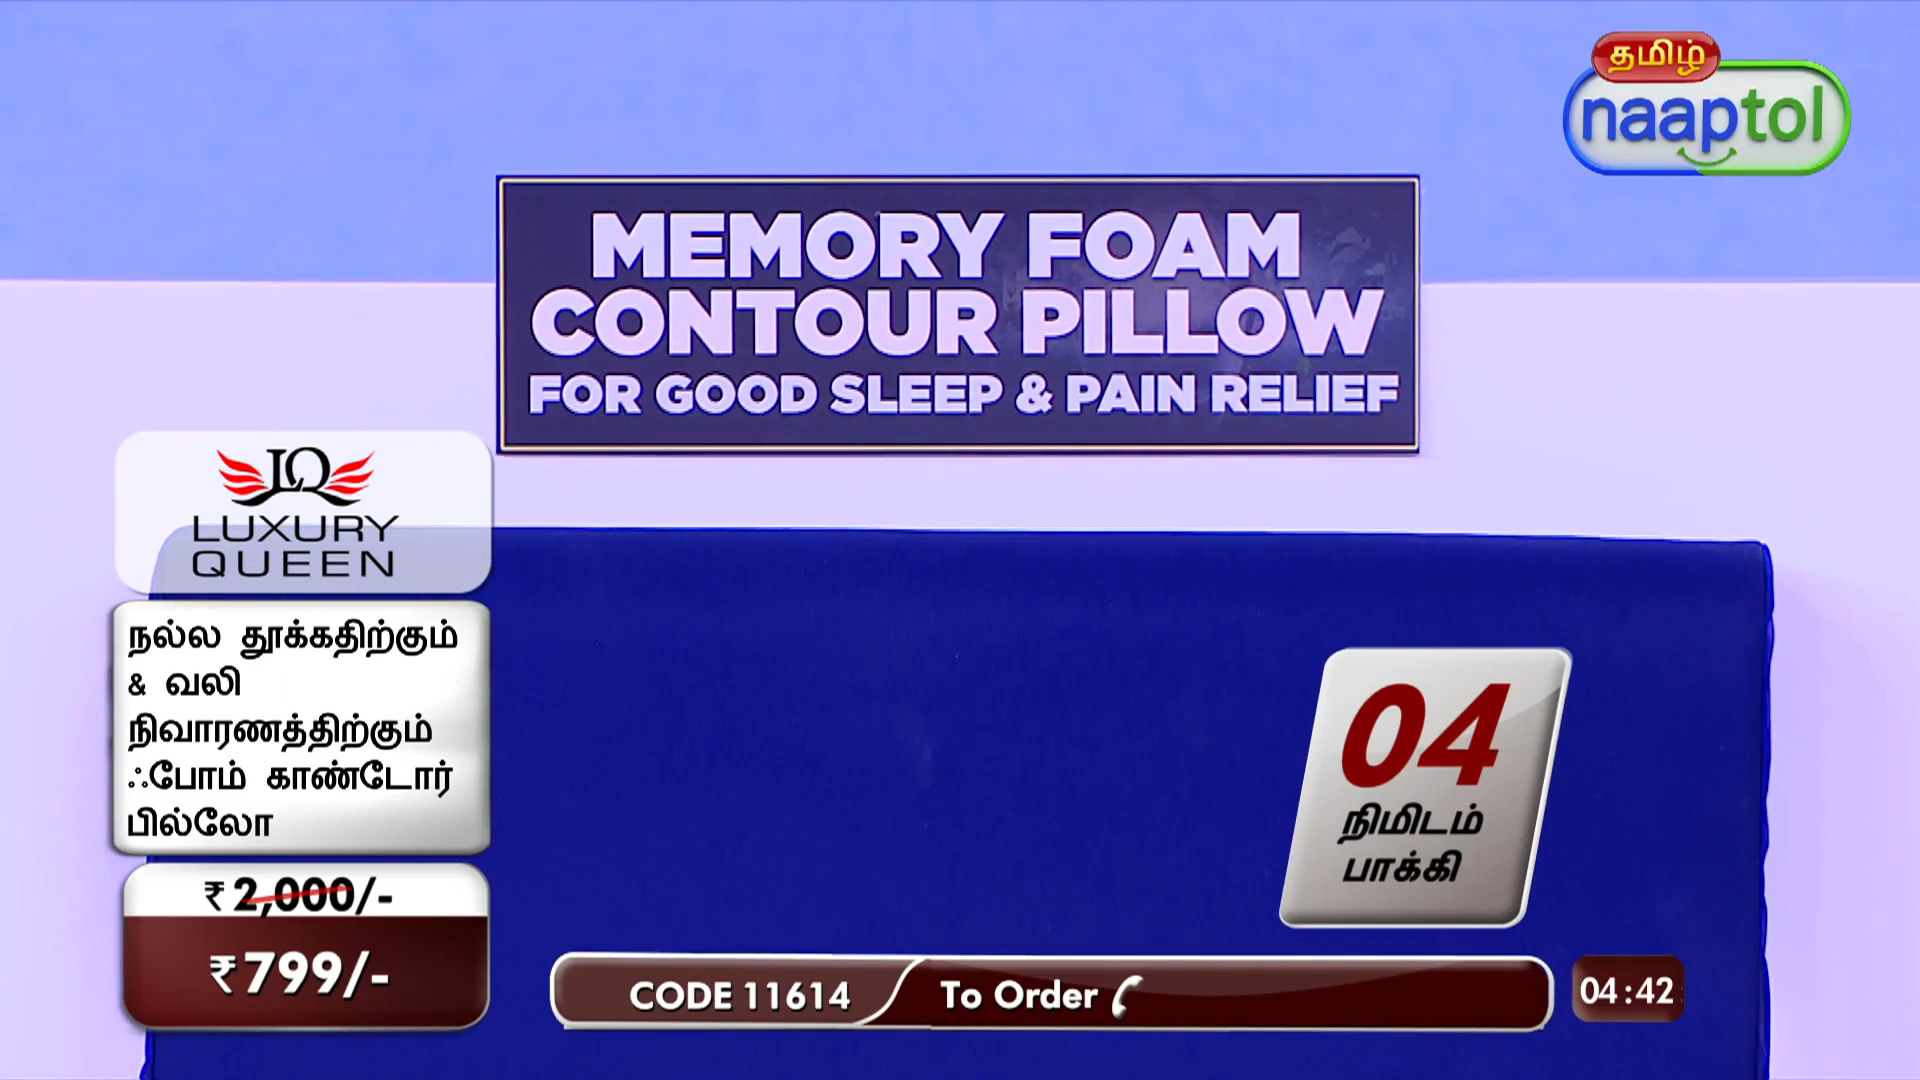 தமிழ்
naaptol
MEMORY FOAM
CONTOUR PILLOW
FOR GOOD SLEEP & PAIN RELIEF
LQ
LUXURY
QUEEN
நல்ல தூக்கதிற்கும்
& வலி
நிவாரணத்திற்கும்
ஃபோம் காண்டோர்
பில்லோ
₹2,000/-
₹799/-
04
நிமிடம்
பாக்கி
CODE 11614 To Order
04:42